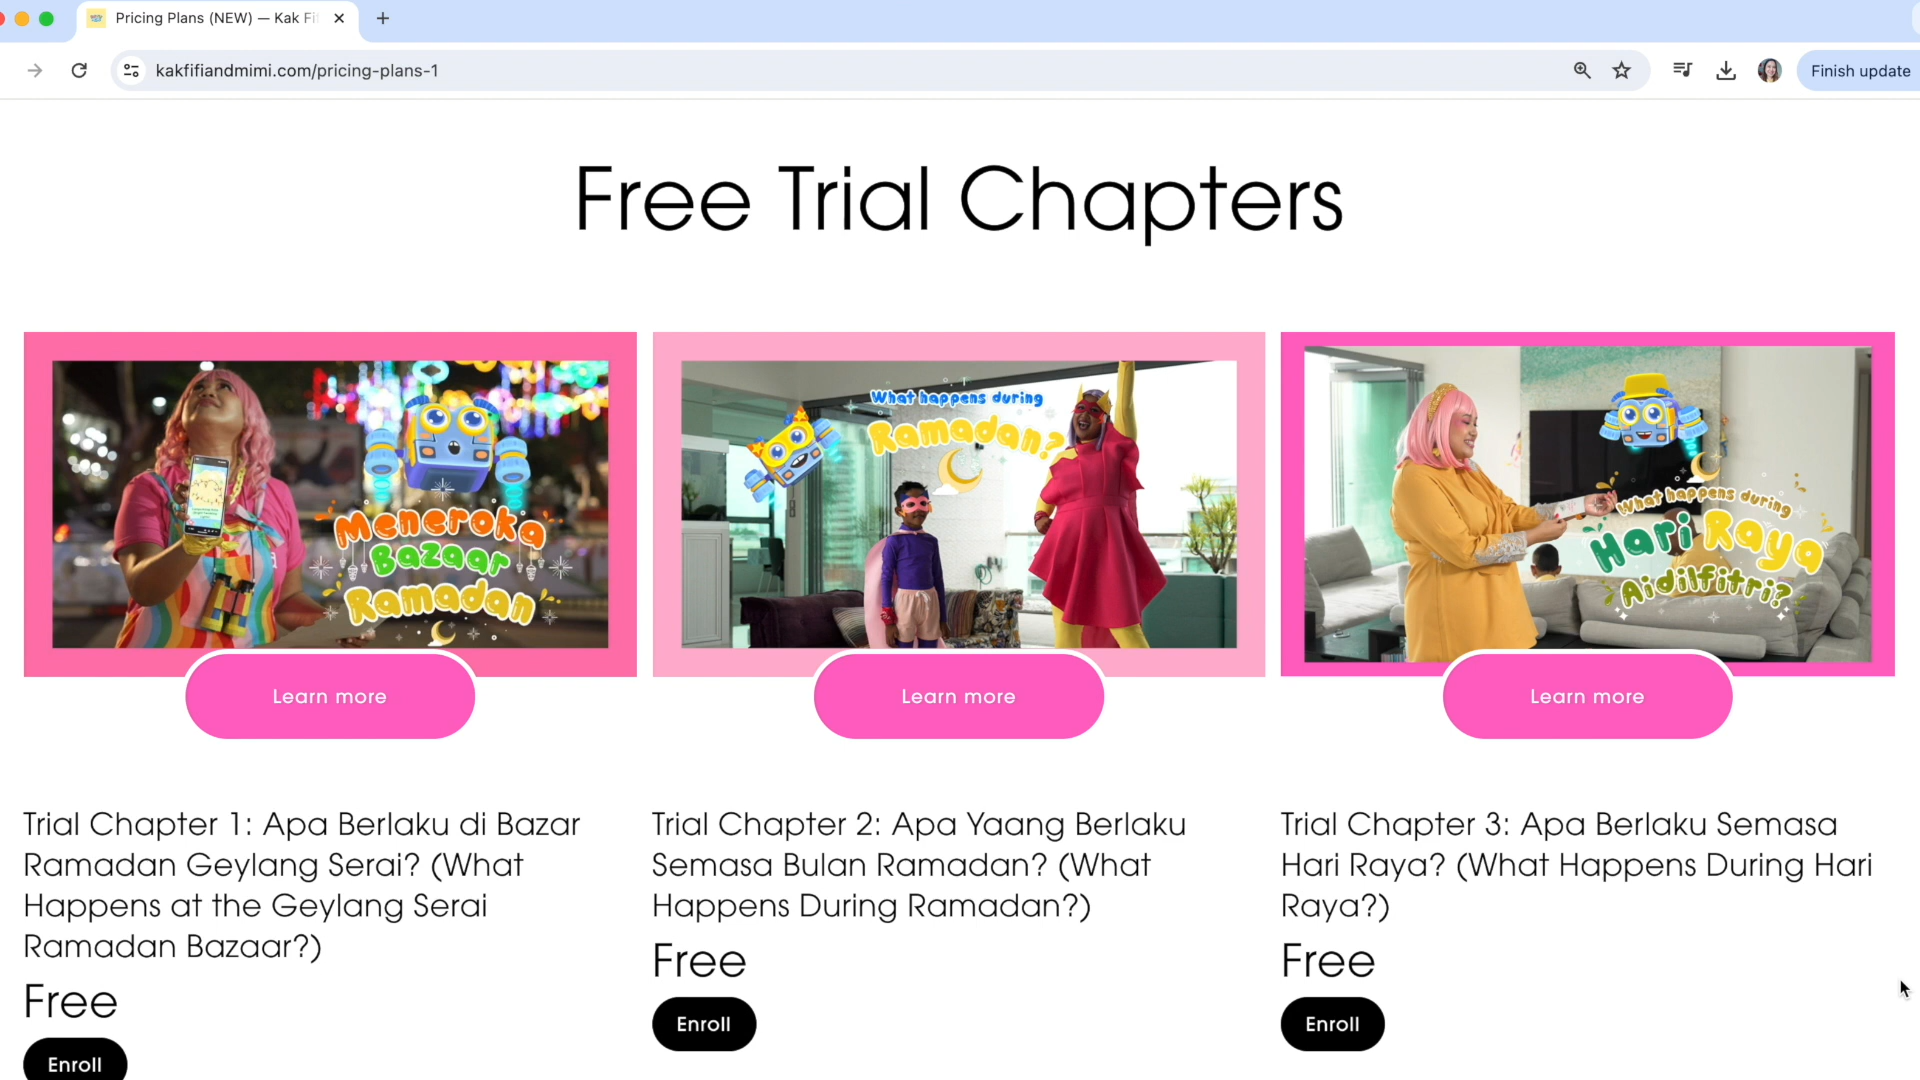 Pricing Plans (NEW) — Kak Fi
kakfifiandmimi.com/pricing-plans-1
Finish update
Free Trial Chapters
Meneroka
Bazaar
Ramadan
Learn more
What happens during
Ramadan?
Learn more
What happens during
Hari Raya
Aidilfitri?
Learn more
Trial Chapter 1: Apa Berlaku di Bazar
Ramadan Geylang Serai? (What
Happens at the Geylang Serai
Ramadan Bazaar?)
Free
Enroll
Trial Chapter 2: Apa Yaang Berlaku
Semasa Bulan Ramadan? (What
Happens During Ramadan?)
Free
Enroll
Trial Chapter 3: Apa Berlaku Semasa
Hari Raya? (What Happens During Hari
Raya?)
Free
Enroll